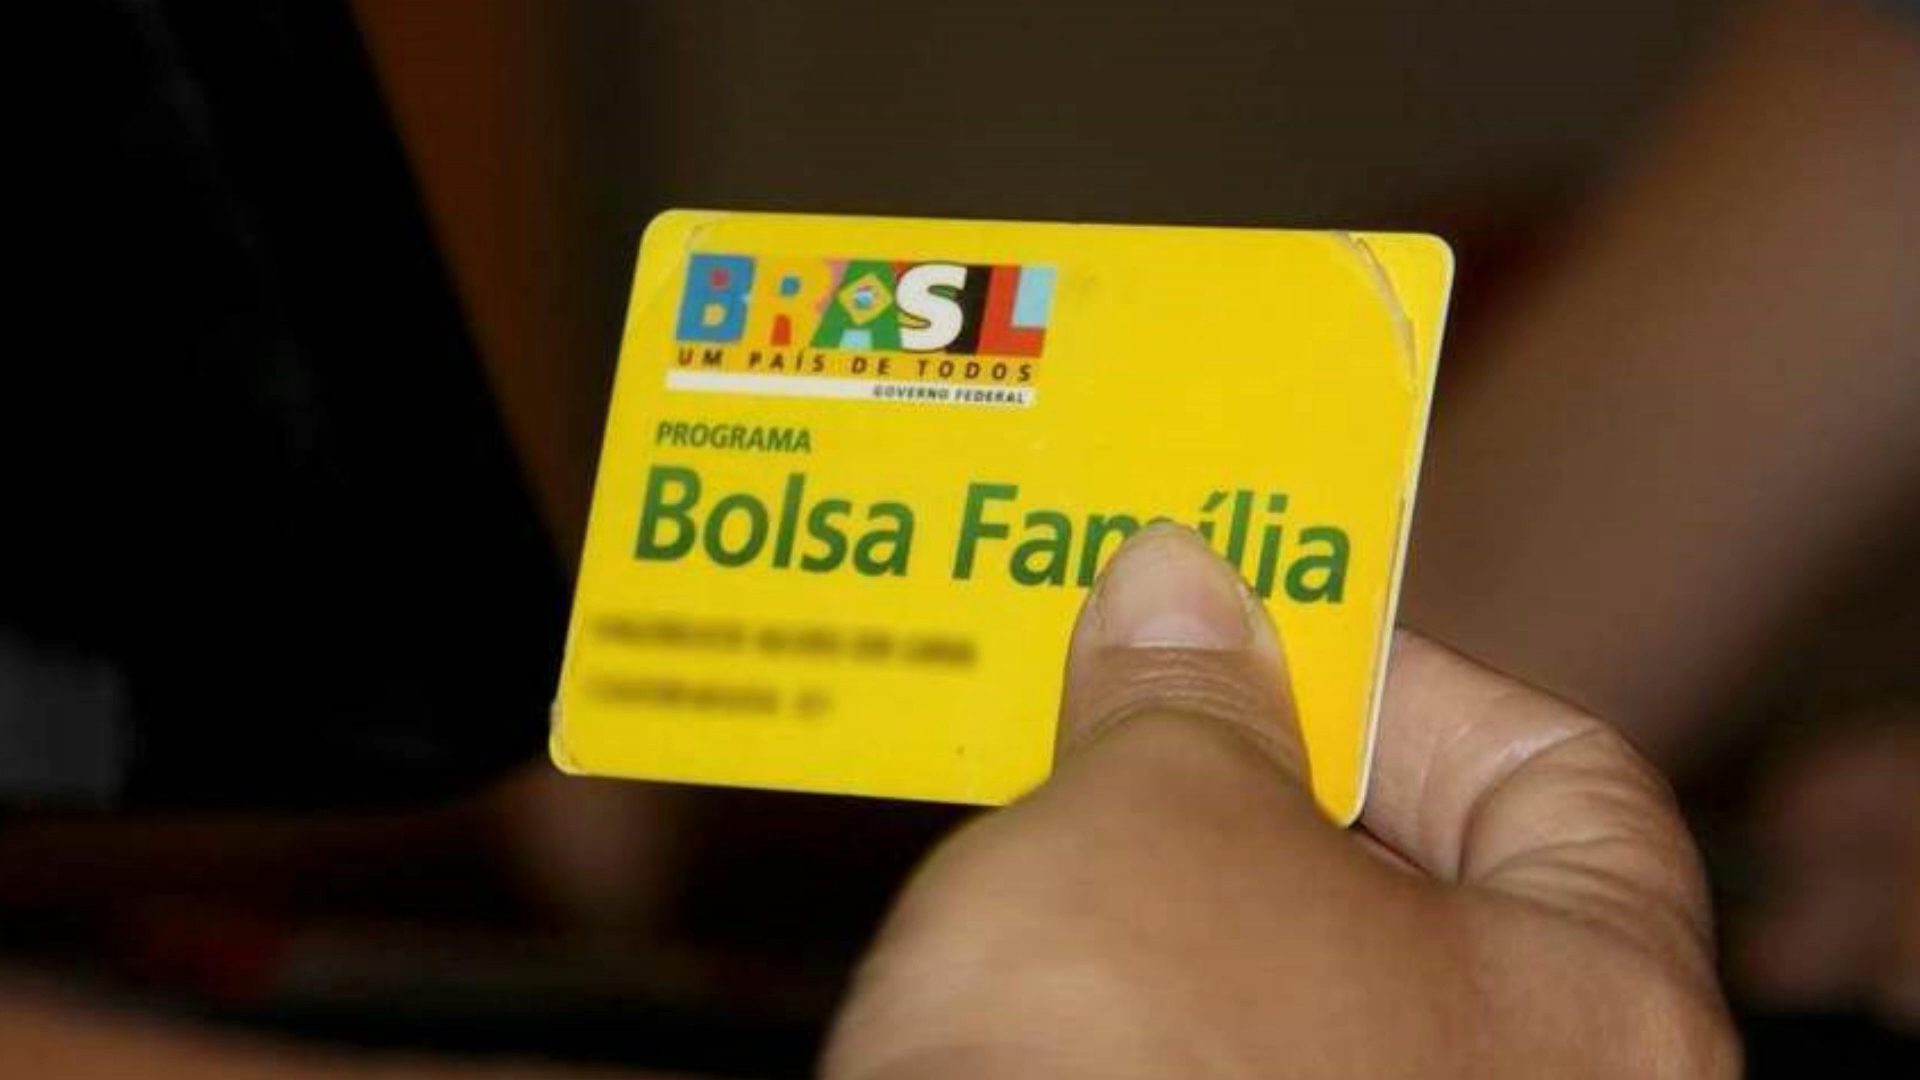 BRASIL
UM PAÍS DE TODOS
GOVERNO FEDERAL
PROGRAMA
Bolsa Família